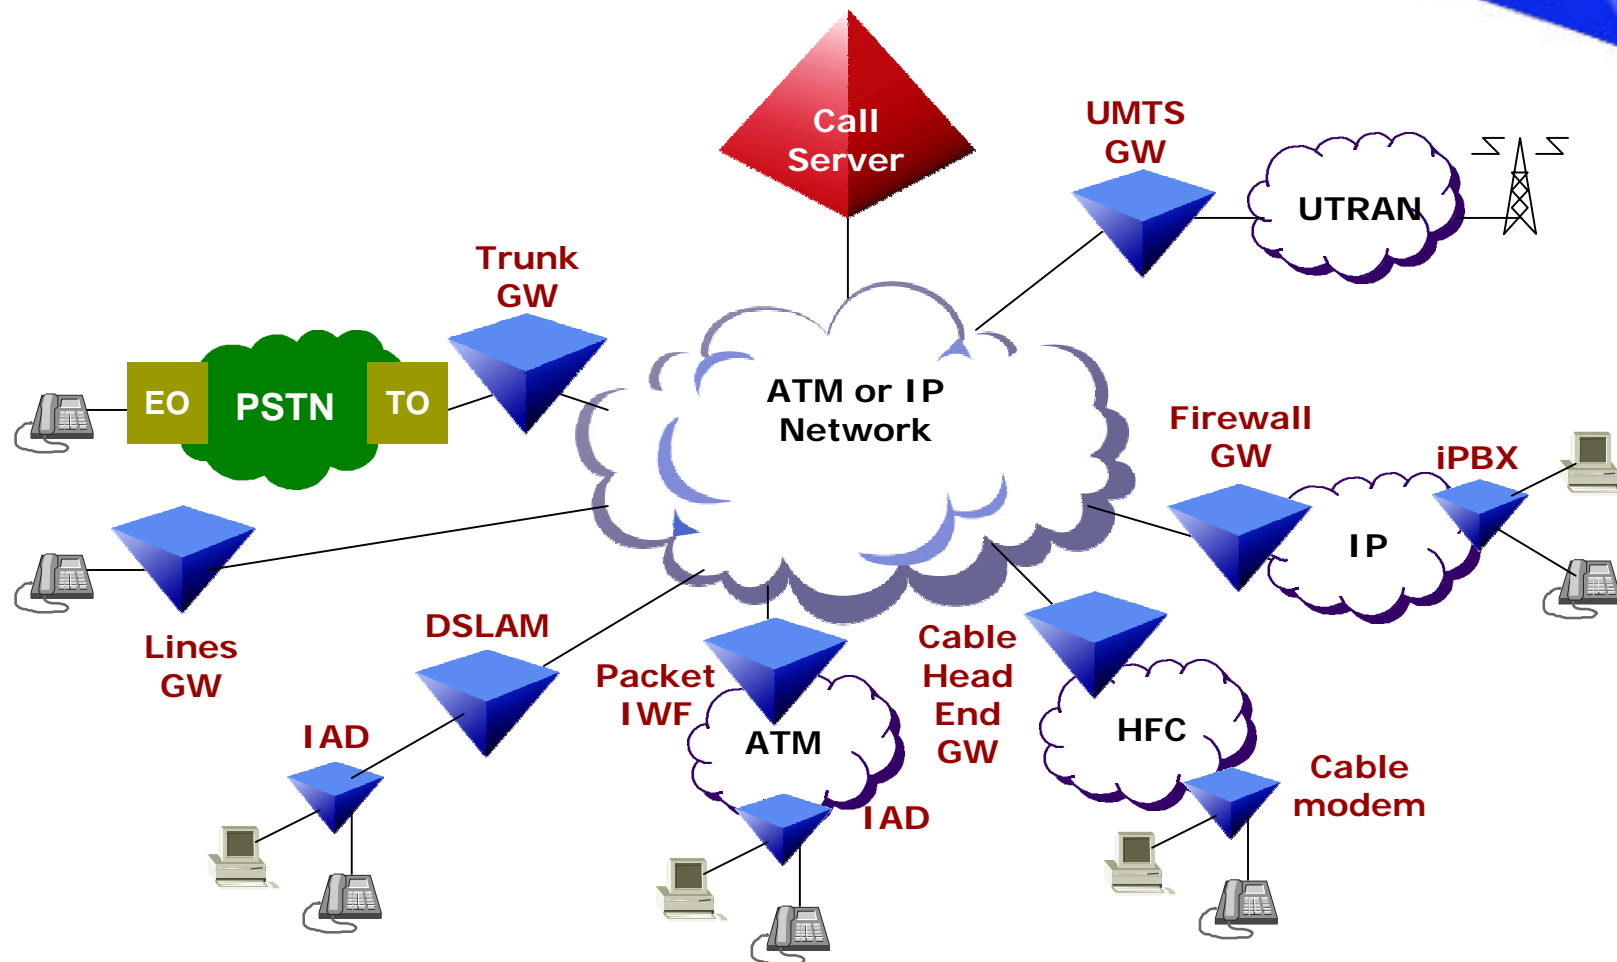 Call
Server
UMTS
GW
UTRAN
Trunk
GW
EO
PSTN
TO
ATM or IP
Network
Firewall
GW
iPBX
IP
Lines
GW
DSLAM
Packet
IWF
Cable
Head
End
GW
IAD
ATM
HFC
Cable
modem
IAD